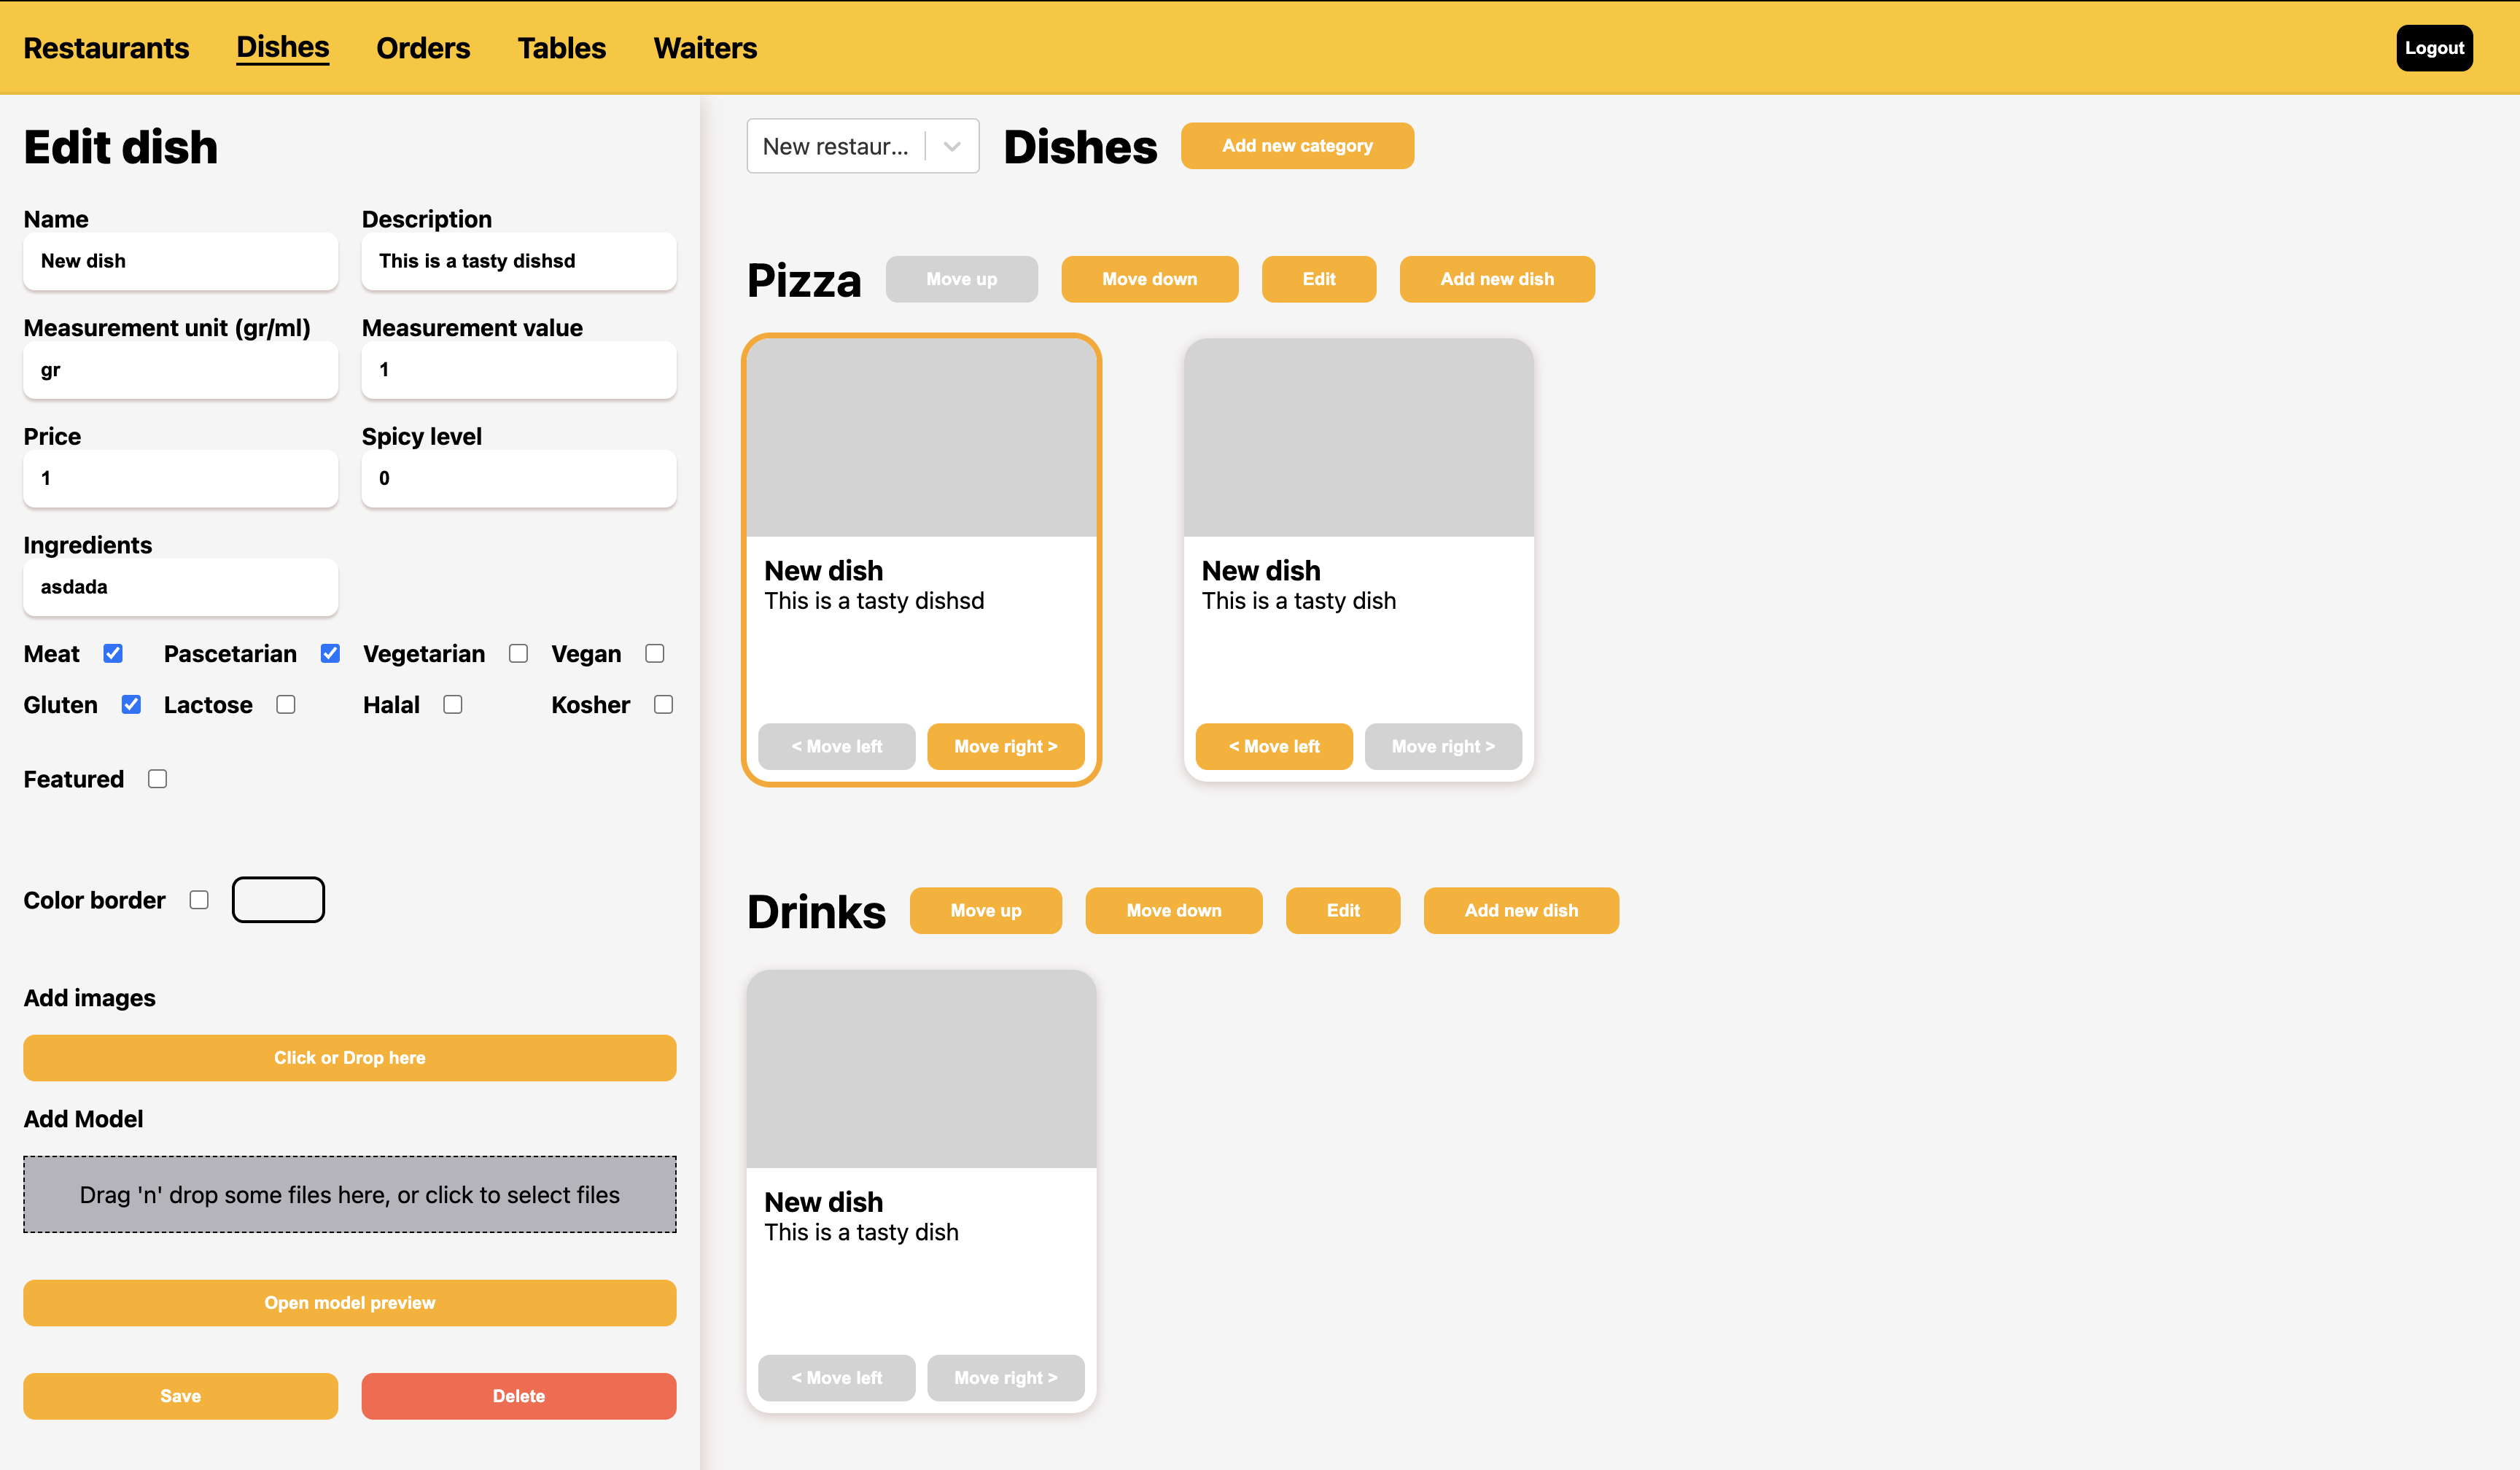 Restaurants Dishes Orders Tables Waiters Logout
Edit dish
Name Description
New dish This is a tasty dishsd
Measurement unit (gr/ml) Measurement value
gr 1
Price Spicy level
1 0
Ingredients
asdada
Meat Pascetarian Vegetarian Vegan
Gluten Lactose Halal Kosher
Featured
Color border
Add images
Click or Drop here
Add Model
Drag 'n' drop some files here, or click to select files
Open model preview
Save Delete
New restaur... Dishes Add new category
Pizza Move up Move down Edit Add new dish
New dish
This is a tasty dishsd
< Move left Move right >
New dish
This is a tasty dish
< Move left Move right >
Drinks Move up Move down Edit Add new dish
New dish
This is a tasty dish
< Move left Move right >